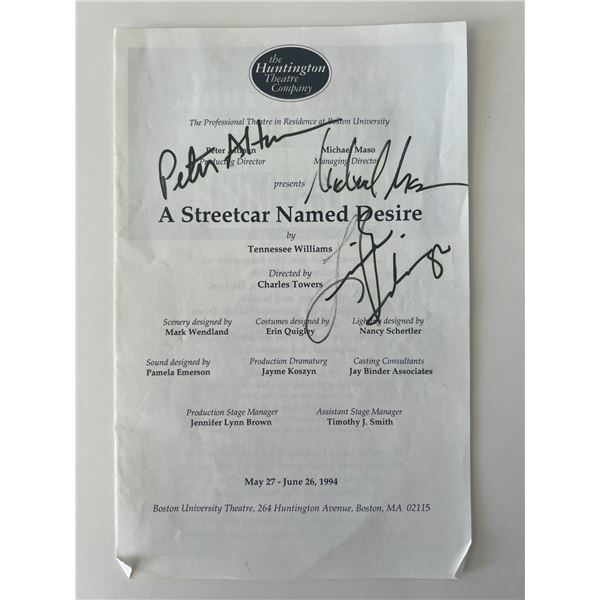 the
Huntington
Theatre
Company
The Professional Theatre in Residence at Boston University
Peter Altman Michael Maso
Producing Director Managing Director
Peter Altman
Michael Maso
presents
A Streetcar Named Desire
by
Tennessee Williams
Directed by
Charles Towers
Scenery designed by Costumes designed by Lighting designed by
Mark Wendland Erin Quigley Nancy Schertler
Sound designed by Production Dramaturg Casting Consultants
Pamela Emerson Jayme Koszyn Jay Binder Associates
Production Stage Manager Assistant Stage Manager
Jennifer Lynn Brown Timothy J. Smith
May 27 - June 26, 1994
Boston University Theatre, 264 Huntington Avenue, Boston, MA 02115